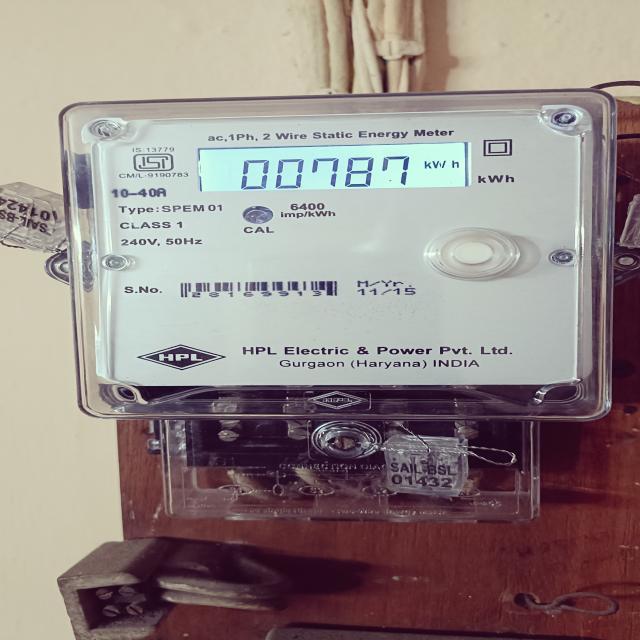 ac,1Ph, 2 Wire Static Energy Meter
IS:13779
ISI
CM/L-9190783
00787 kW h
kWh
10-40A
Type: SPEM 01
6400
imp/kWh
CLASS 1
CAL
240V, 50Hz
S.No.
M/Yr.
11/15
HPL
HPL Electric & Power Pvt. Ltd.
Gurgaon (Haryana) INDIA
SAIL-BSL
01432